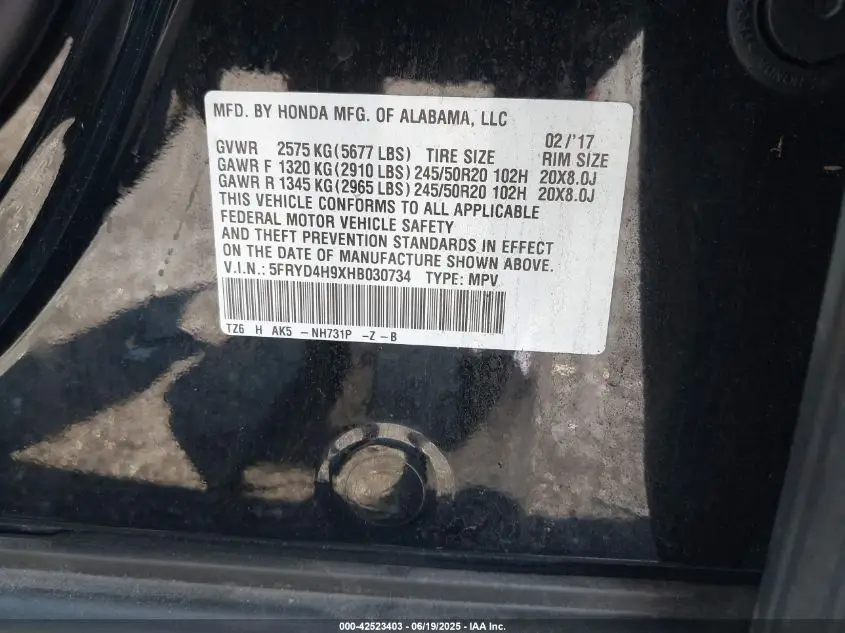 MFD. BY HONDA MFG. OF ALABAMA, LLC
02/'17
GVWR 2575 KG(5677 LBS) TIRE SIZE RIM SIZE
GAWR F 1320 KG(2910 LBS) 245/50R20 102H 20X8.0J
GAWR R 1345 KG(2965 LBS) 245/50R20 102H 20X8.0J
THIS VEHICLE CONFORMS TO ALL APPLICABLE
FEDERAL MOTOR VEHICLE SAFETY
AND THEFT PREVENTION STANDARDS IN EFFECT
ON THE DATE OF MANUFACTURE SHOWN ABOVE.
V.I.N.: 5FRYD4H9XHB030734 TYPE: MPV
TZ6 H AK5 -NH731P -Z-B
000-42523403 - 06/19/2025 - IAA Inc.